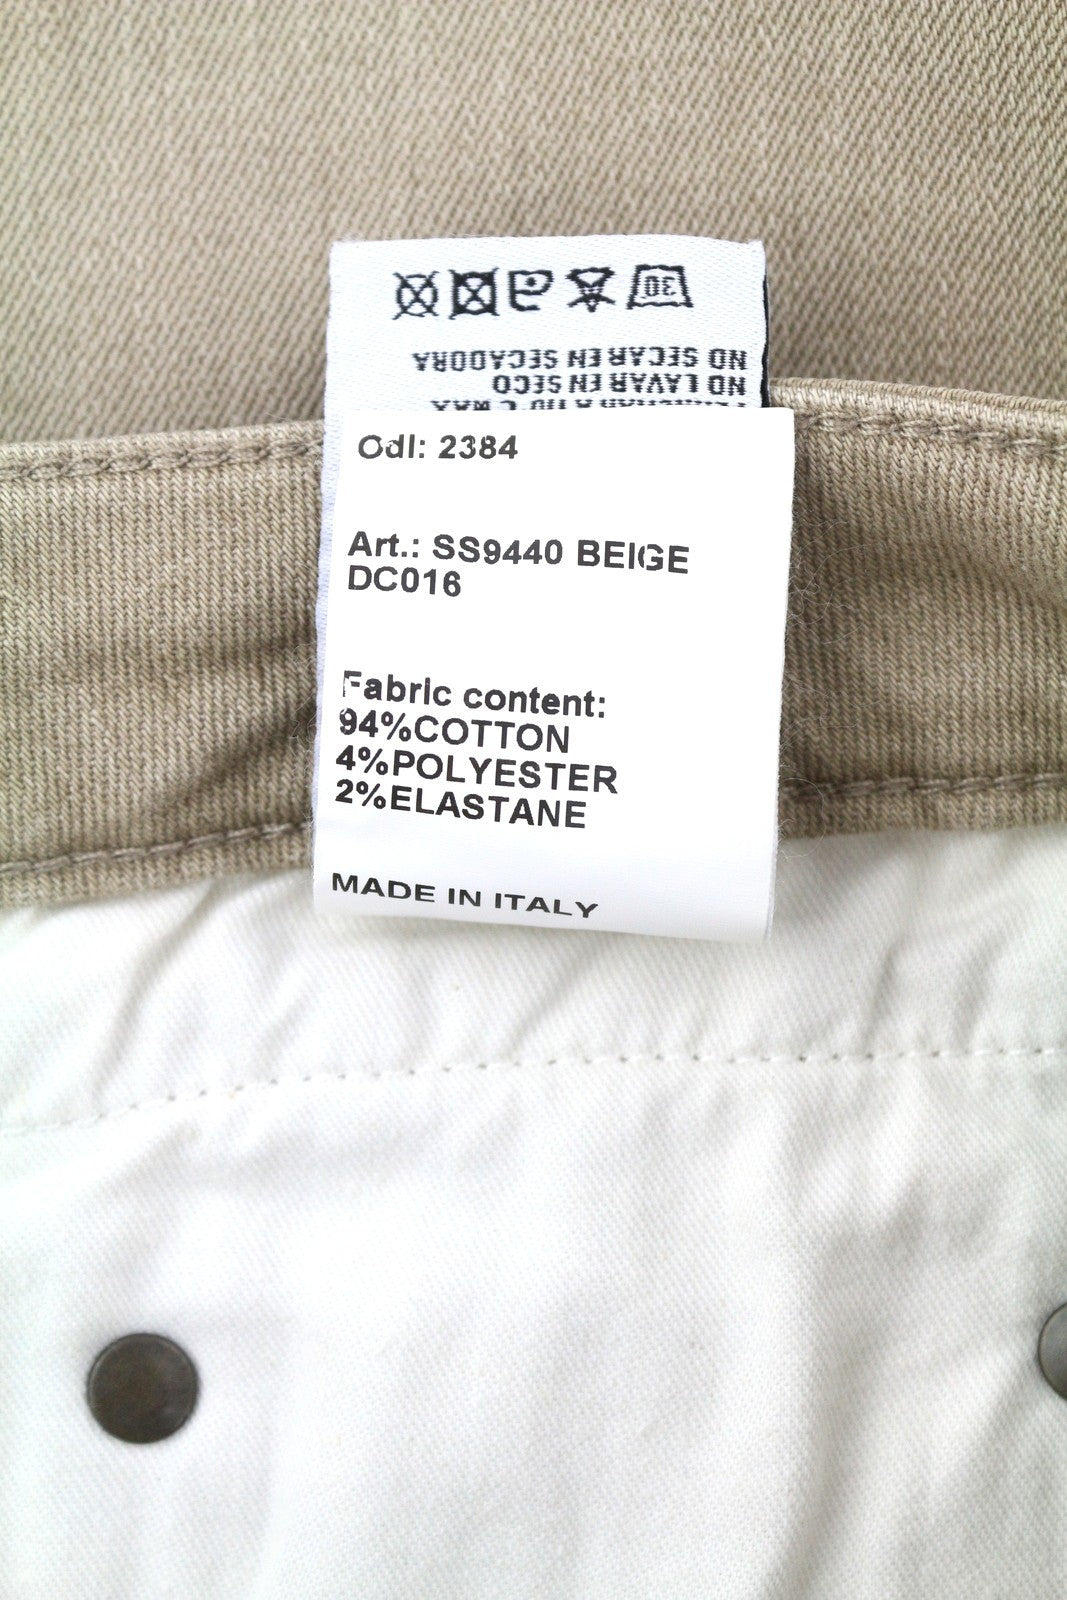 30
NO SECAR EN SECADORA
NO LAVAR EN SECO
Odl: 2384
Art.: SS9440 BEIGE
DC016
Fabric content:
94%COTTON
4%POLYESTER
2%ELASTANE
MADE IN ITALY